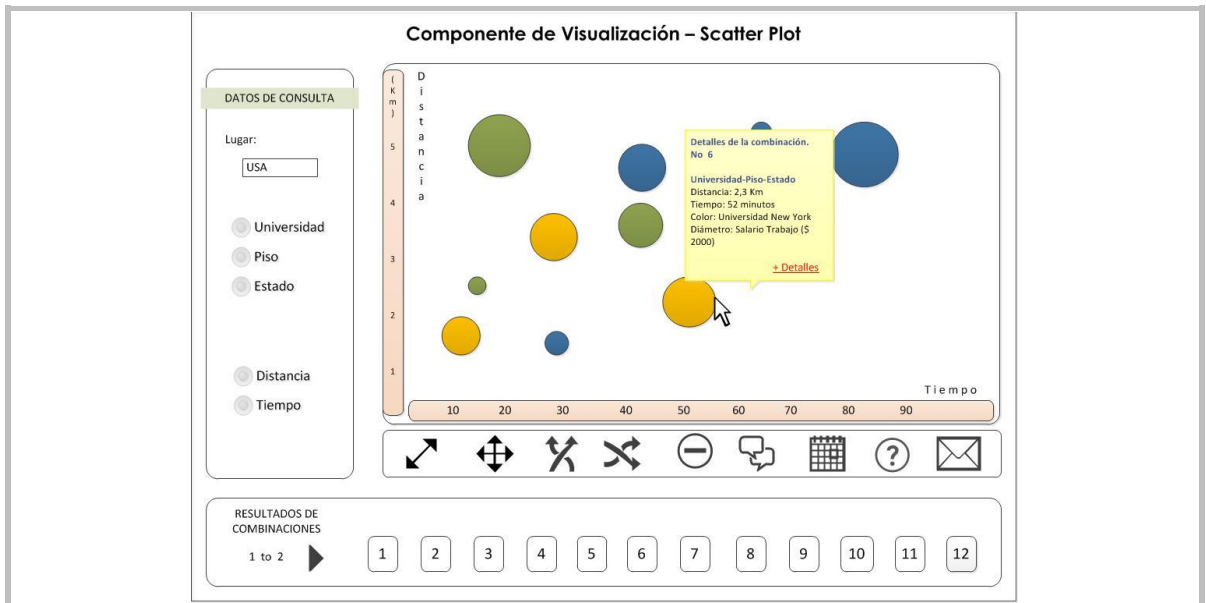 Componente de Visualización – Scatter Plot
DATOS DE CONSULTA
Lugar:
USA
Universidad
Piso
Estado
Distancia
Tiempo
(Km)
Distancia
5
4
3
2
1
Detalles de la combinación.
No 6
Universidad-Piso-Estado
Distancia: 2,3 Km
Tiempo: 52 minutos
Color: Universidad New York
Diámetro: Salario Trabajo ($
2000)
+ Detalles
Tiempo
10 20 30 40 50 60 70 80 90
?
RESULTADOS DE
COMBINACIONES
1 to 2
1 2 3 4 5 6 7 8 9 10 11 12